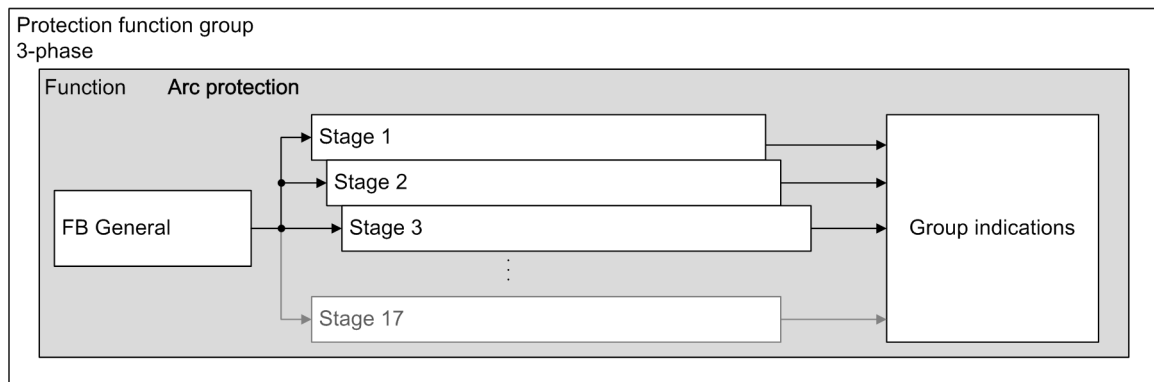 Protection function group
3-phase
Function Arc protection
Stage 1
Stage 2
FB General
Stage 3
Group indications
Stage 17